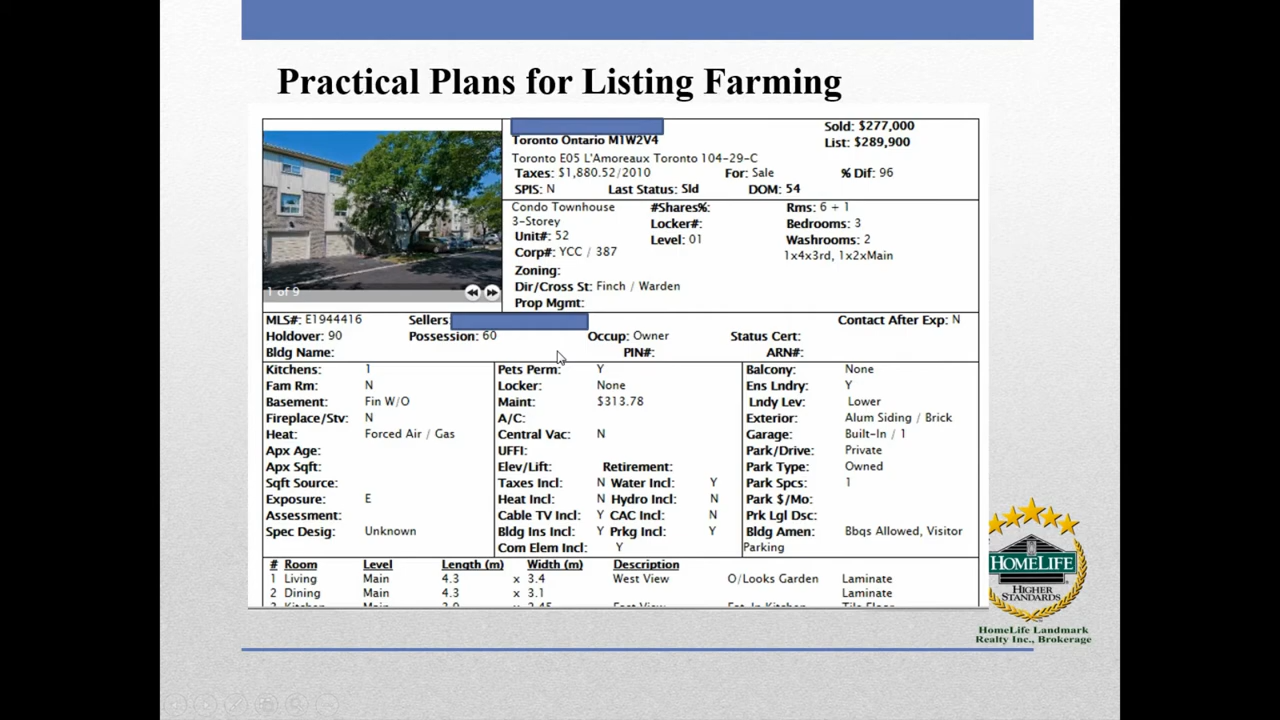 Practical Plans for Listing Farming
Sold: $277,000
Toronto Ontario M1W2V4 List: $289,900
Toronto E05 L'Amoreaux Toronto 104-29-C
Taxes: $1,880.52/2010 For: Sale % Dif: 96
SPIS: N Last Status: Sld DOM: 54
Condo Townhouse #Shares%: Rms: 6 + 1
3-Storey Locker#: Bedrooms: 3
Unit#: 52 Level: 01 Washrooms: 2
Corp#: YCC / 387 1x4x3rd, 1x2xMain
Zoning:
Dir/Cross St: Finch / Warden
Prop Mgmt:
1 of 9
MLS#: E1944416 Sellers: Contact After Exp: N
Holdover: 90 Possession: 60 Occup: Owner Status Cert:
Bldg Name: PIN#: ARN#:
Kitchens: 1 Pets Perm: Y Balcony: None
Fam Rm: N Locker: None Ens Lndry: Y
Basement: Fin W/O Maint: $313.78 Lndy Lev: Lower
Fireplace/Stv: N A/C: Exterior: Alum Siding / Brick
Heat: Forced Air / Gas Central Vac: N Garage: Built-In / 1
Apx Age: UFFI: Park/Drive: Private
Apx Sqft: Elev/Lift: Retirement: Park Type: Owned
Sqft Source: Taxes Incl: N Water Incl: Y Park Spcs: 1
Exposure: E Heat Incl: N Hydro Incl: N Park $/Mo:
Assessment: Cable TV Incl: Y CAC Incl: N Prk Lgl Dsc:
Spec Desig: Unknown Bldg Ins Incl: Y Prkg Incl: Y Bldg Amen: Bbqs Allowed, Visitor
Com Elem Incl: Y Parking
# Room Level Length (m) Width (m) Description
1 Living Main 4.3 x 3.4 West View O/Looks Garden Laminate
2 Dining Main 4.3 x 3.1 Laminate
HOMELIFE
HIGHER
STANDARDS
HomeLife Landmark
Realty Inc., Brokerage